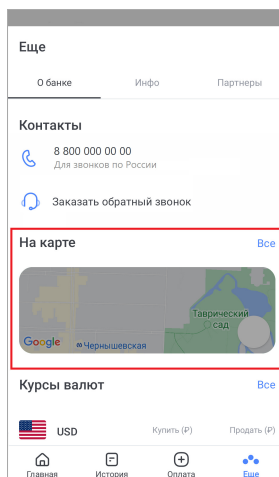 Еще
О банке Инфо Партнеры
Контакты
8 800 000 00 00
Для звонков по России
Заказать обратный звонок
На карте Все
Таврический
сад
Google Чернышевская
Курсы валют Все
USD Купить (₽) Продать (₽)
Главная История Оплата Еще